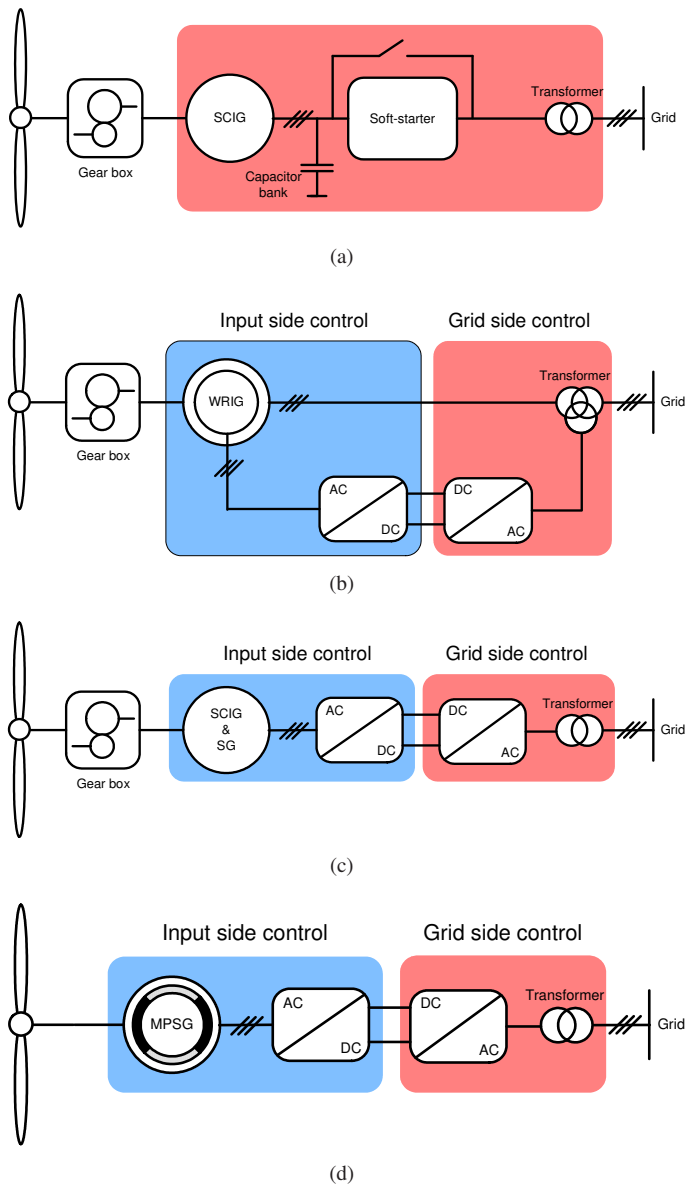 Transformer
SCIG
Soft-starter
Grid
Gear box
Capacitor
bank
(a)
Input side control
Grid side control
Transformer
WRIG
Grid
Gear box
AC
DC
DC
AC
(b)
Input side control
Grid side control
Transformer
SCIG
&
SG
AC
DC
DC
AC
Grid
Gear box
(c)
Input side control
Grid side control
Transformer
MPSG
AC
DC
DC
AC
Grid
(d)